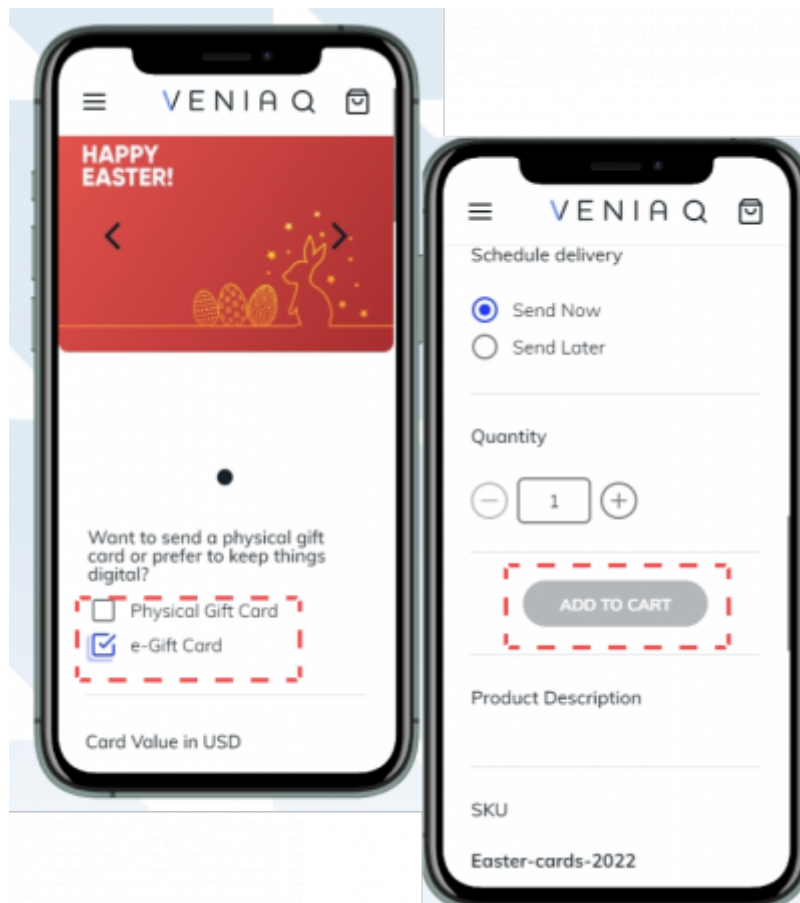 VENIA
HAPPY
EASTER!
Want to send a physical gift
card or prefer to keep things
digital?
Physical Gift Card
e-Gift Card
Card Value in USD
VENIA
Schedule delivery
Send Now
Send Later
Quantity
1
ADD TO CART
Product Description
SKU
Easter-cards-2022